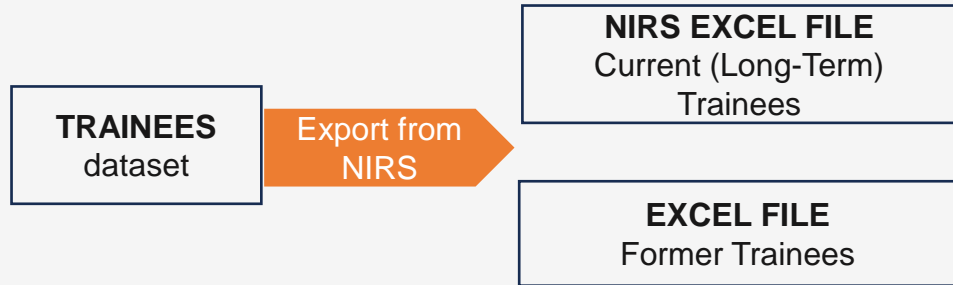 TRAINEES
dataset
Export from
NIRS
NIRS EXCEL FILE
Current (Long-Term)
Trainees
EXCEL FILE
Former Trainees